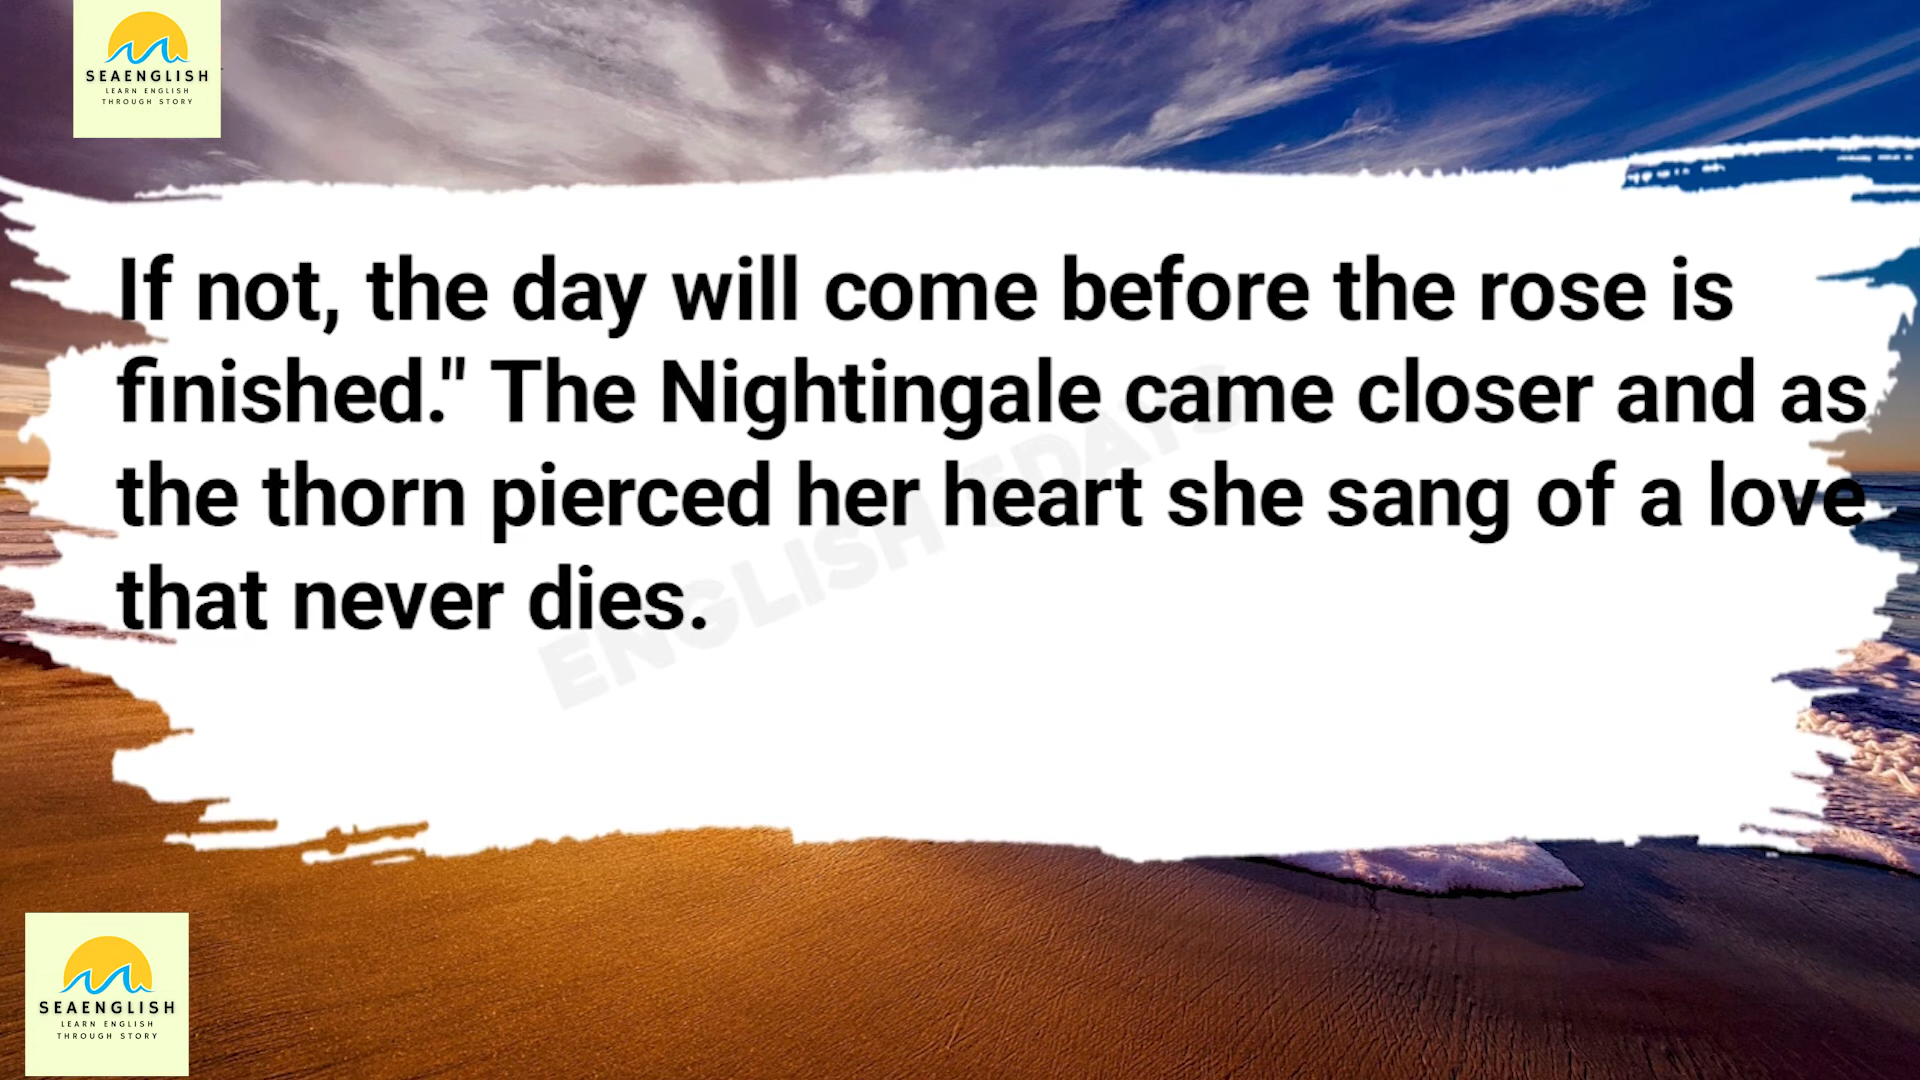 SEAENGLISH
LEARN ENGLISH
THROUGH STORY
If not, the day will come before the rose is
finished." The Nightingale came closer and as
the thorn pierced her heart she sang of a love
that never dies.
SEAENGLISH
LEARN ENGLISH
THROUGH STORY